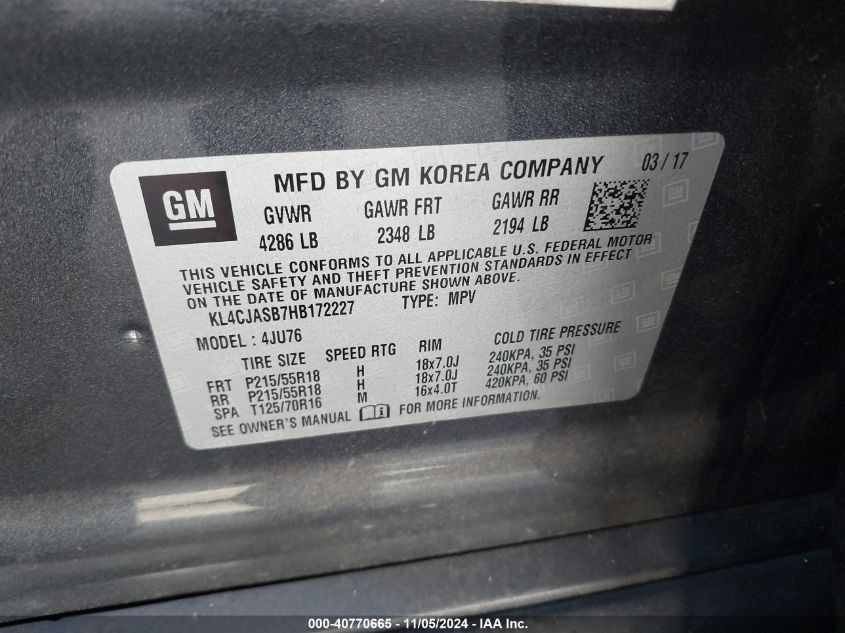 GM
MFD BY GM KOREA COMPANY 03/17
GVWR GAWR FRT GAWR RR
4286 LB 2348 LB 2194 LB
THIS VEHICLE CONFORMS TO ALL APPLICABLE U.S. FEDERAL MOTOR
VEHICLE SAFETY AND THEFT PREVENTION STANDARDS IN EFFECT
ON THE DATE OF MANUFACTURE SHOWN ABOVE.
KL4CJASB7HB172227 TYPE: MPV
MODEL : 4JU76
TIRE SIZE SPEED RTG RIM COLD TIRE PRESSURE
FRT P215/55R18 H 18x7.0J 240KPA, 35 PSI
RR P215/55R18 H 18x7.0J 240KPA, 35 PSI
SPA T125/70R16 M 16x4.0T 420KPA, 60 PSI
SEE OWNER'S MANUAL FOR MORE INFORMATION.
000-40770665 - 11/05/2024 - © IAA, Inc.